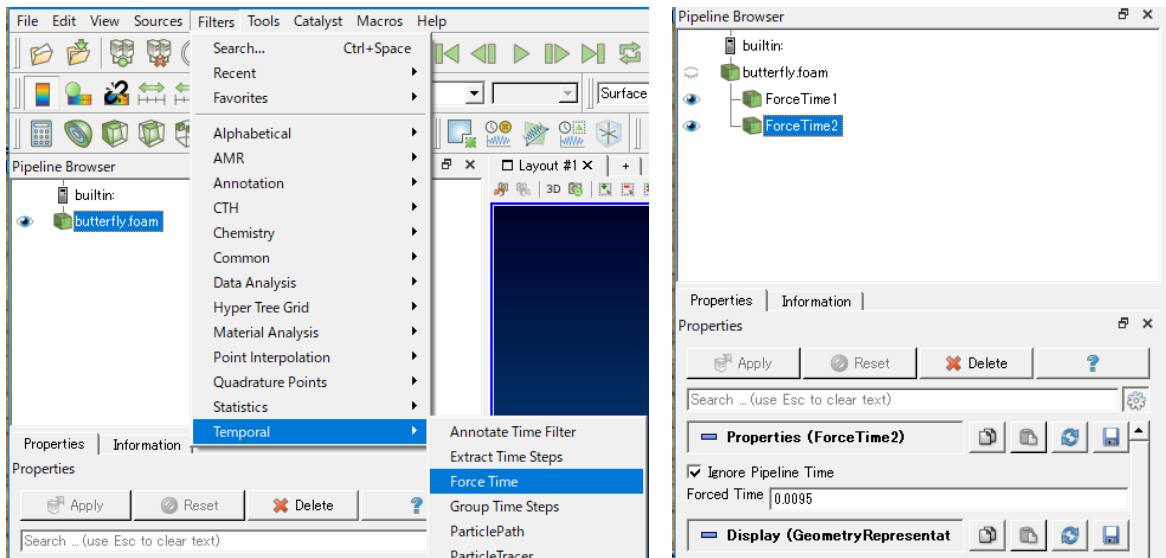 File Edit View Sources Filters Tools Catalyst Macros Help
Search... Ctrl+Space
Recent
Favorites
Surface
Alphabetical
AMR
Annotation
CTH
Chemistry
Common
Data Analysis
Hyper Tree Grid
Material Analysis
Point Interpolation
Quadrature Points
Statistics
Temporal
Annotate Time Filter
Extract Time Steps
Force Time
Group Time Steps
ParticlePath
ParticleTracer
Pipeline Browser
builtin:
butterfly.foam
Layout #1
3D
Properties Information
Properties
Apply Reset Delete ?
Search ... (use Esc to clear text)
Pipeline Browser
builtin:
butterfly.foam
ForceTime1
ForceTime2
Properties Information
Properties
Apply Reset Delete ?
Search ... (use Esc to clear text)
Properties (ForceTime2)
Ignore Pipeline Time
Forced Time 0.0095
Display (GeometryRepresentat